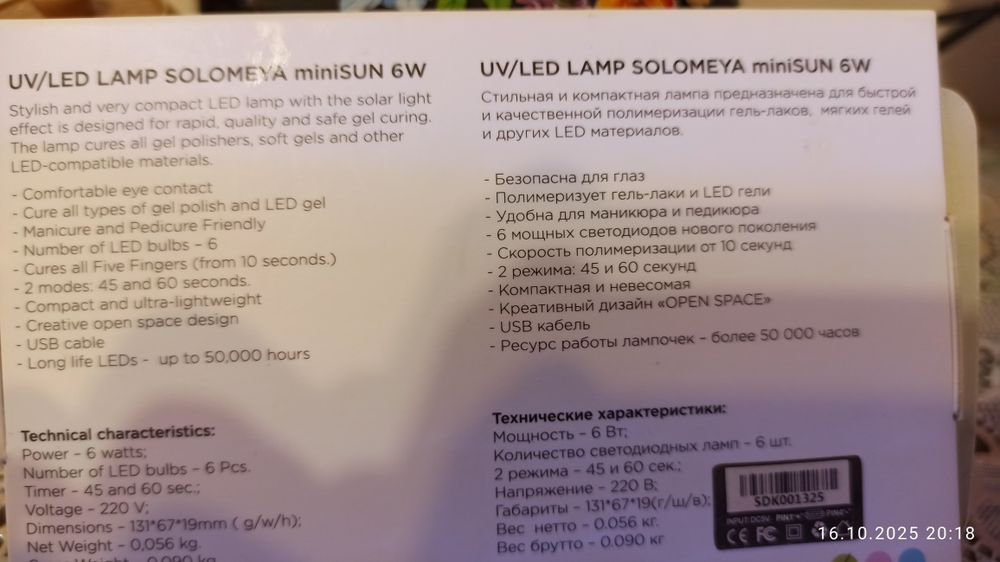 UV/LED LAMP SOLOMEYA miniSUN 6W
Stylish and very compact LED lamp with the solar light
effect is designed for rapid, quality and safe gel curing.
The lamp cures all gel polishers, soft gels and other
LED-compatible materials.
- Comfortable eye contact
- Cure all types of gel polish and LED gel
- Manicure and Pedicure Friendly
- Number of LED bulbs – 6
- Cures all Five Fingers (from 10 seconds.)
- 2 modes: 45 and 60 seconds.
- Compact and ultra-lightweight
- Creative open space design
- USB cable
- Long life LEDs - up to 50,000 hours
Technical characteristics:
Power – 6 watts;
Number of LED bulbs – 6 Pcs.
Timer – 45 and 60 sec.;
Voltage – 220 V;
Dimensions – 131*67*19mm ( g/w/h);
Net Weight – 0,056 kg.
Weight – 0,090 kg
UV/LED LAMP SOLOMEYA miniSUN 6W
Стильная и компактная лампа предназначена для быстрой
и качественной полимеризации гель-лаков, мягких гелей
и других LED материалов.
- Безопасна для глаз
- Полимеризует гель-лаки и LED гели
- Удобна для маникюра и педикюра
- 6 мощных светодиодов нового поколения
- Скорость полимеризации от 10 секунд
- 2 режима: 45 и 60 секунд
- Компактная и невесомая
- Креативный дизайн «OPEN SPACE»
- USB кабель
- Ресурс работы лампочек – более 50 000 часов
Технические характеристики:
Мощность – 6 Вт;
Количество светодиодных ламп – 6 шт.
2 режима – 45 и 60 сек.;
Напряжение – 220 В;
Габариты – 131*67*19(г/ш/в);
Вес нетто – 0.056 кг.
Вес брутто – 0.090 кг
SDK001325
INPUT:DC5V PIN1"+" PIN4"-"
CE FC
16.10.2025 20:18